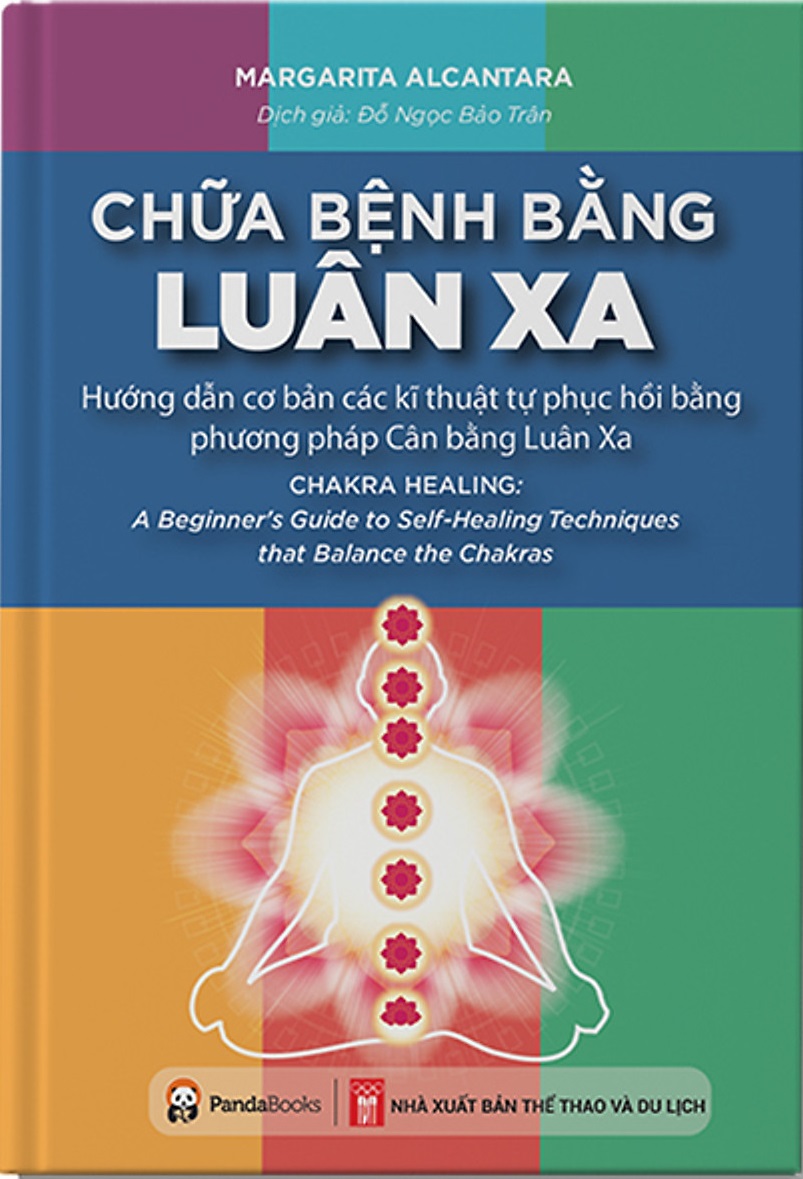 MARGARITA ALCANTARA
Dịch giả: Đỗ Ngọc Bảo Trân
CHỮA BỆNH BẰNG
LUÂN XA
Hướng dẫn cơ bản các kĩ thuật tự phục hồi bằng
phương pháp Cân bằng Luân Xa
CHAKRA HEALING:
A Beginner's Guide to Self-Healing Techniques
that Balance the Chakras
PandaBooks
NHÀ XUẤT BẢN THỂ THAO VÀ DU LỊCH